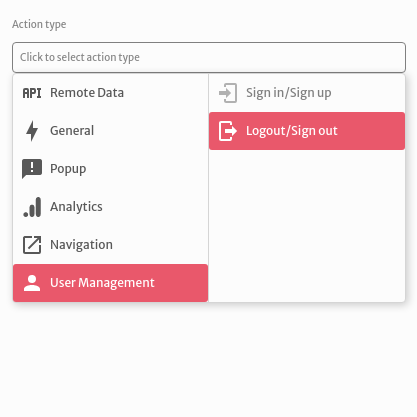 Action type
Click to select action type
API Remote Data
General
Popup
Analytics
Navigation
User Management
Sign in/Sign up
Logout/Sign out